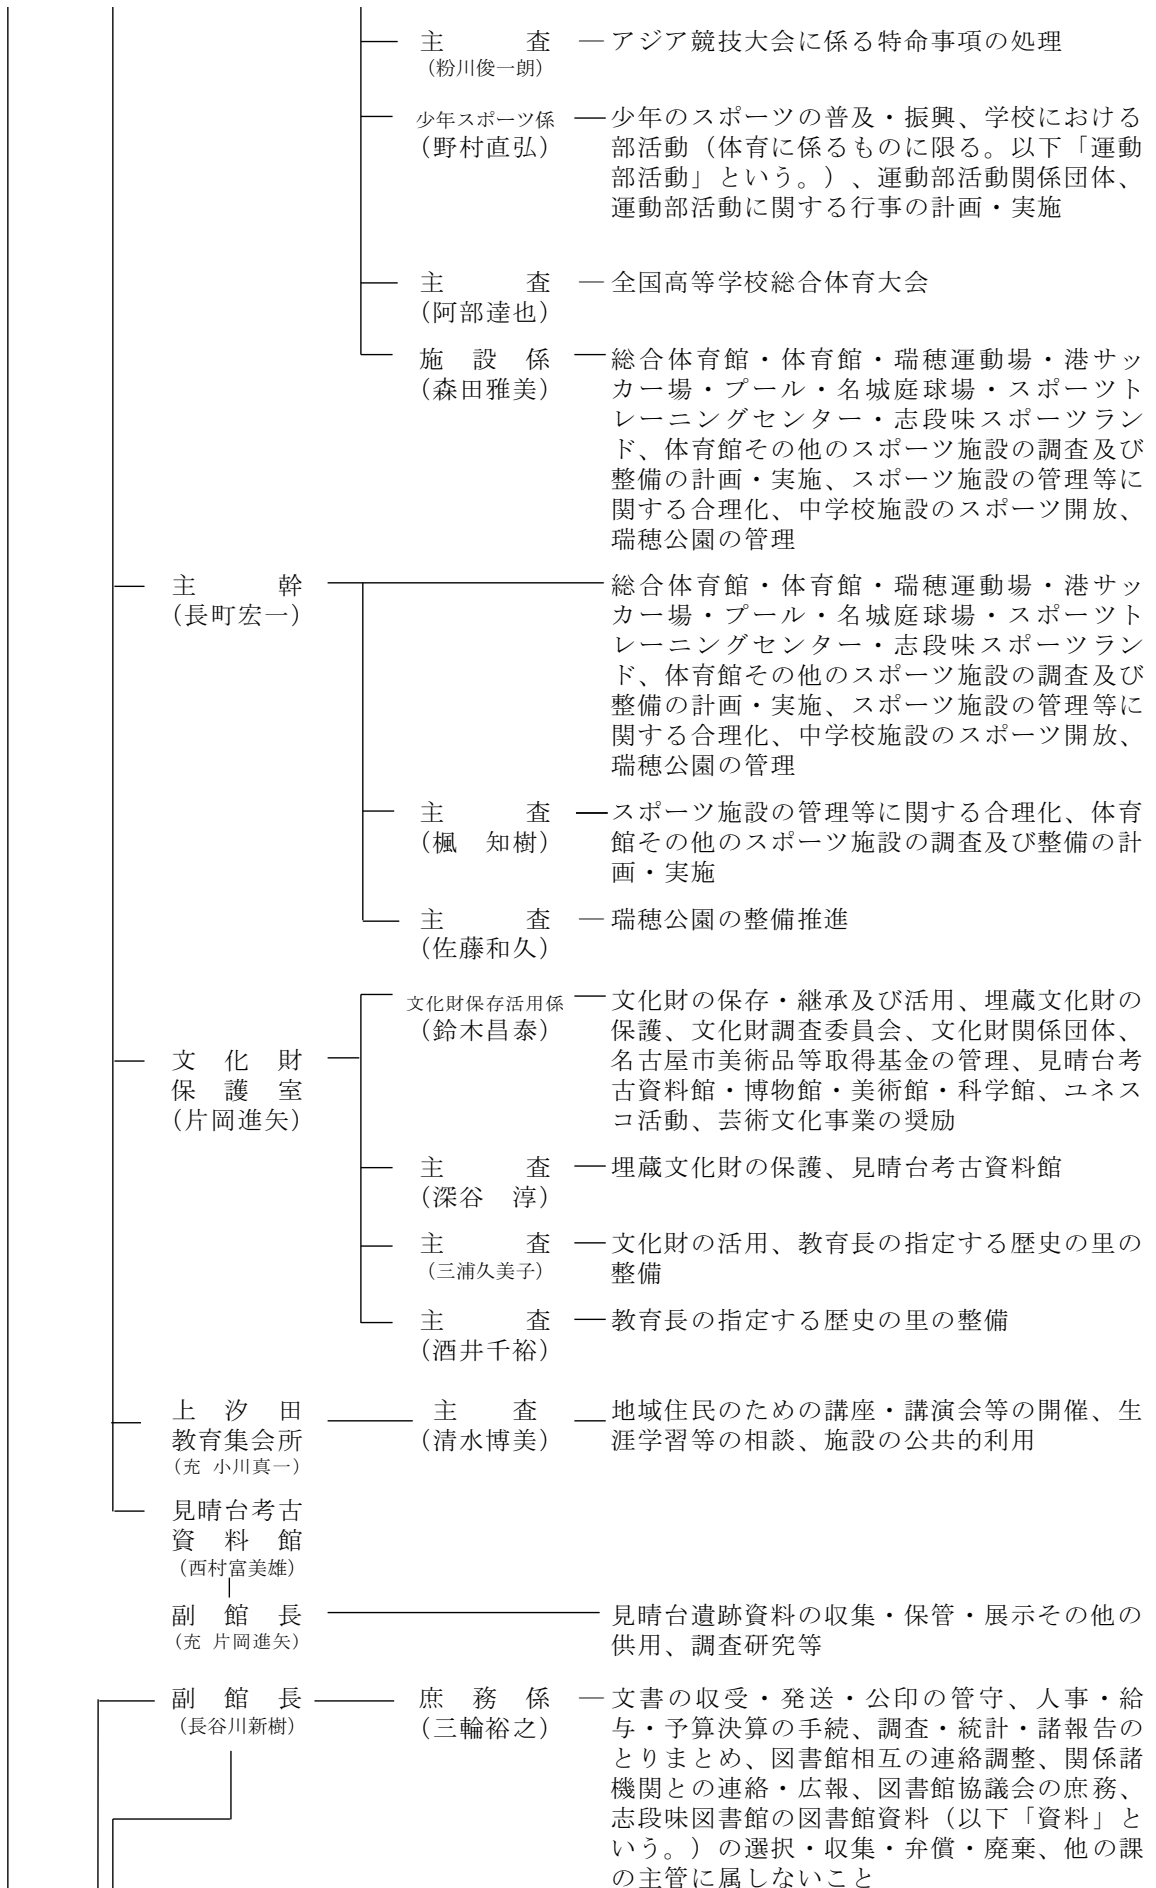 主査 ― アジア競技大会に係る特命事項の処理
(粉川俊一朗)
少年スポーツ係 ― 少年のスポーツの普及・振興、学校における
(野村直弘) 部活動（体育に係るものに限る。以下「運動
部活動」という。）、運動部活動関係団体、
運動部活動に関する行事の計画・実施
主査 ― 全国高等学校総合体育大会
(阿部達也)
施設係 ― 総合体育館・体育館・瑞穂運動場・港サッ
(森田雅美) カー場・プール・名城庭球場・スポーツト
レーニングセンター・志段味スポーツラン
ド、体育館その他のスポーツ施設の調査及び
整備の計画・実施、スポーツ施設の管理等に
関する合理化、中学校施設のスポーツ開放、
瑞穂公園の管理
主幹 総合体育館・体育館・瑞穂運動場・港サッ
(長町宏一) カー場・プール・名城庭球場・スポーツト
レーニングセンター・志段味スポーツラン
ド、体育館その他のスポーツ施設の調査及び
整備の計画・実施、スポーツ施設の管理等に
関する合理化、中学校施設のスポーツ開放、
瑞穂公園の管理
主査 ― スポーツ施設の管理等に関する合理化、体育
(楓 知樹) 館その他のスポーツ施設の調査及び整備の計
画・実施
主査 ― 瑞穂公園の整備推進
(佐藤和久)
文化財保存活用係 ― 文化財の保存・継承及び活用、埋蔵文化財の
(鈴木昌泰) 保護、文化財調査委員会、文化財関係団体、
文化財 名古屋市美術品等取得基金の管理、見晴台考
保護室 古資料館・博物館・美術館・科学館、ユネス
(片岡進矢) コ活動、芸術文化事業の奨励
主査 ― 埋蔵文化財の保護、見晴台考古資料館
(深谷 淳)
主査 ― 文化財の活用、教育長の指定する歴史の里の
(三浦久美子) 整備
主査 ― 教育長の指定する歴史の里の整備
(酒井千裕)
上汐田 主査 地域住民のための講座・講演会等の開催、生
教育集会所 (清水博美) 涯学習等の相談、施設の公共的利用
(充 小川真一)
見晴台考古
資料館
(西村富美雄)
副館長 見晴台遺跡資料の収集・保管・展示その他の
(充 片岡進矢) 供用、調査研究等
副館長 庶務係 ― 文書の収受・発送・公印の管守、人事・給
(長谷川新樹) (三輪裕之) 与・予算決算の手続、調査・統計・諸報告の
とりまとめ、図書館相互の連絡調整、関係諸
機関との連絡・広報、図書館協議会の庶務、
志段味図書館の図書館資料（以下「資料」と
いう。）の選択・収集・弁償・廃棄、他の課
の主管に属しないこと